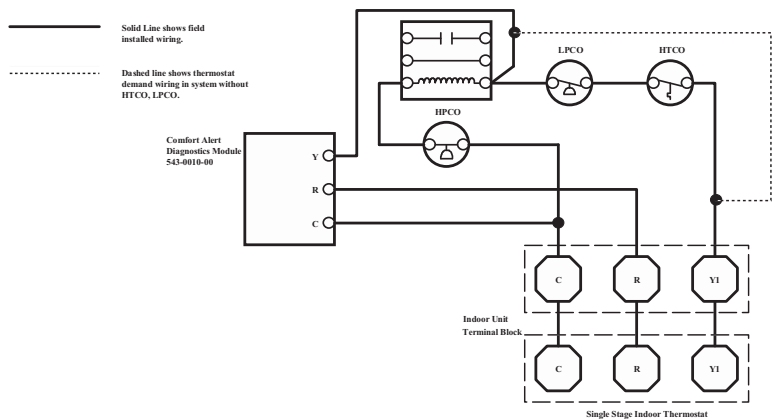 Solid Line shows field
installed wiring.
Dashed line shows thermostat
demand wiring in system without
HTCO, LPCO.
LPCO
HTCO
HPCO
Comfort Alert
Diagnostics Module
543-0010-00
Y
R
C
C
R
Y1
Indoor Unit
Terminal Block
C
R
Y1
Single Stage Indoor Thermostat